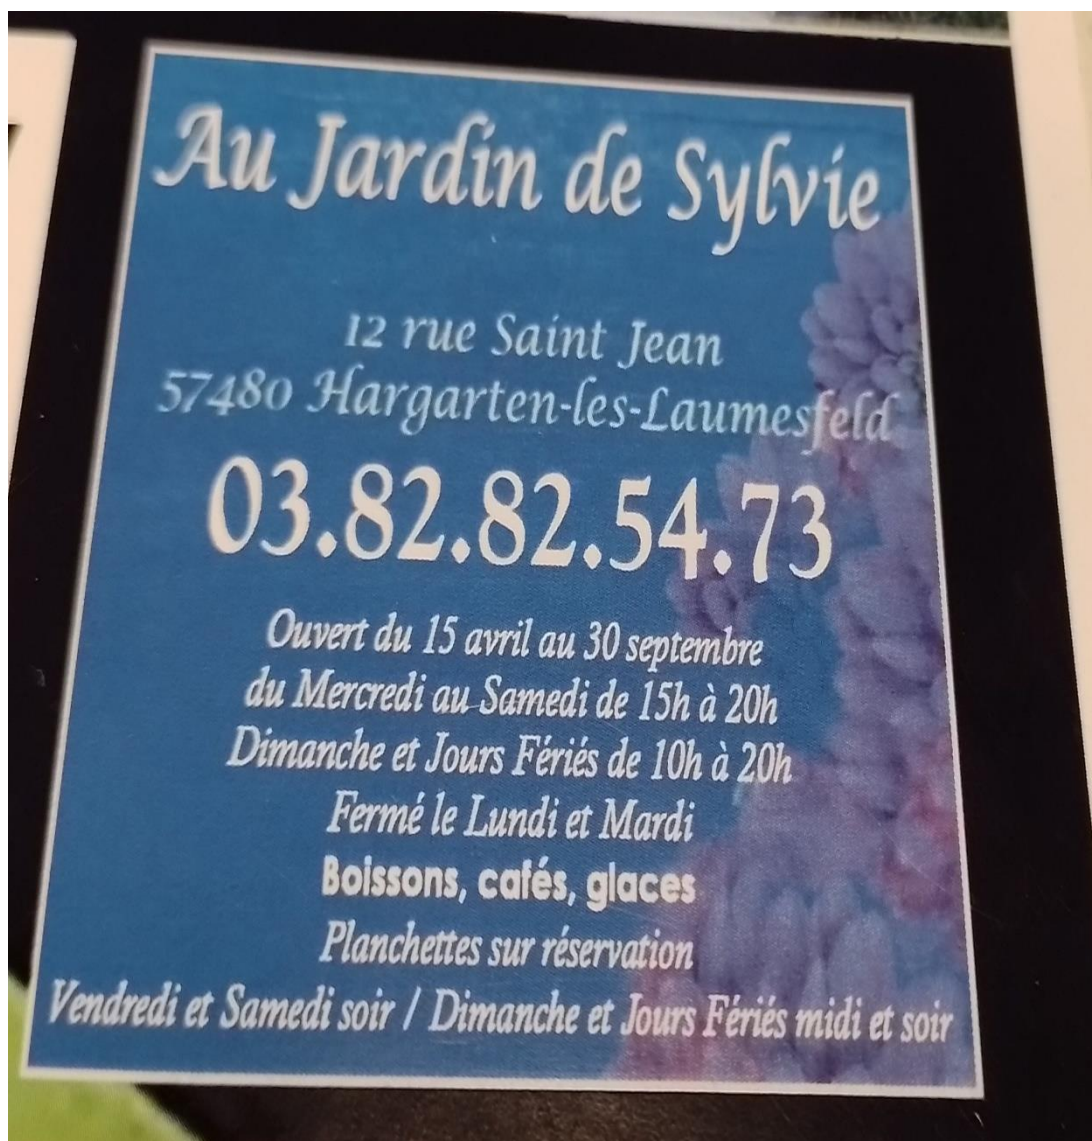 Au Jardin de Sylvie
12 rue Saint Jean
57480 Hargarten-les-Laumesfeld
03.82.82.54.73
Ouvert du 15 avril au 30 septembre
du Mercredi au Samedi de 15h à 20h
Dimanche et Jours Fériés de 10h à 20h
Fermé le Lundi et Mardi
Boissons, cafés, glaces
Planchettes sur réservation
Vendredi et Samedi soir / Dimanche et Jours Fériés midi et soir